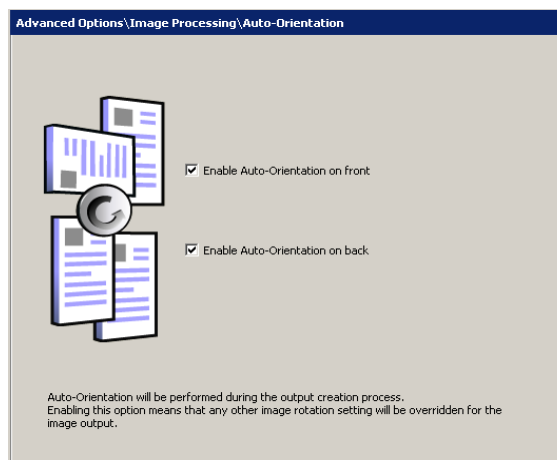 Advanced Options\Image Processing\Auto-Orientation
Enable Auto-Orientation on front
Enable Auto-Orientation on back
Auto-Orientation will be performed during the output creation process.
Enabling this option means that any other image rotation setting will be overridden for the
image output.